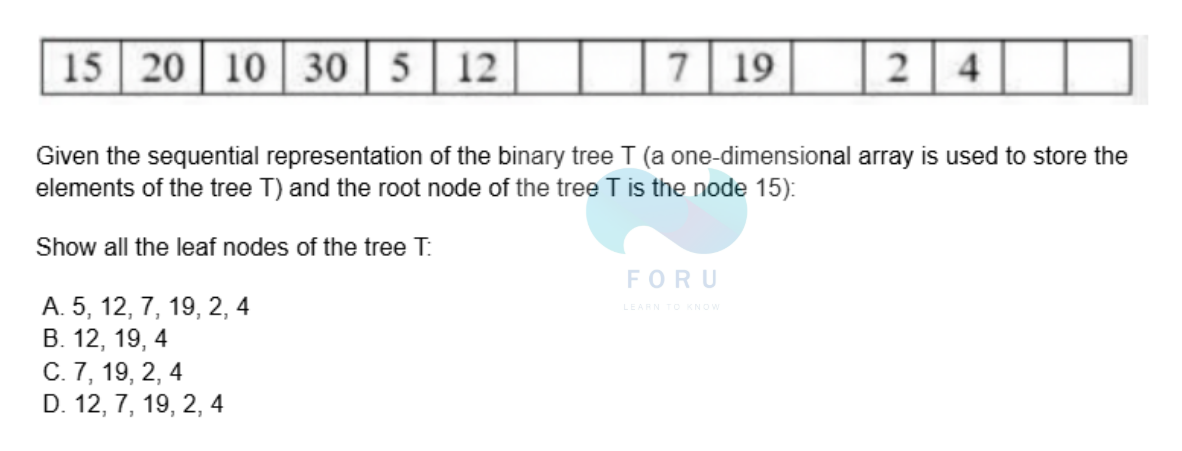 15 20 10 30 5 12 7 19 2 4
Given the sequential representation of the binary tree T (a one-dimensional array is used to store the
elements of the tree T) and the root node of the tree T is the node 15):
Show all the leaf nodes of the tree T:
FORU
LEARN TO KNOW
A. 5, 12, 7, 19, 2, 4
B. 12, 19, 4
C. 7, 19, 2, 4
D. 12, 7, 19, 2, 4